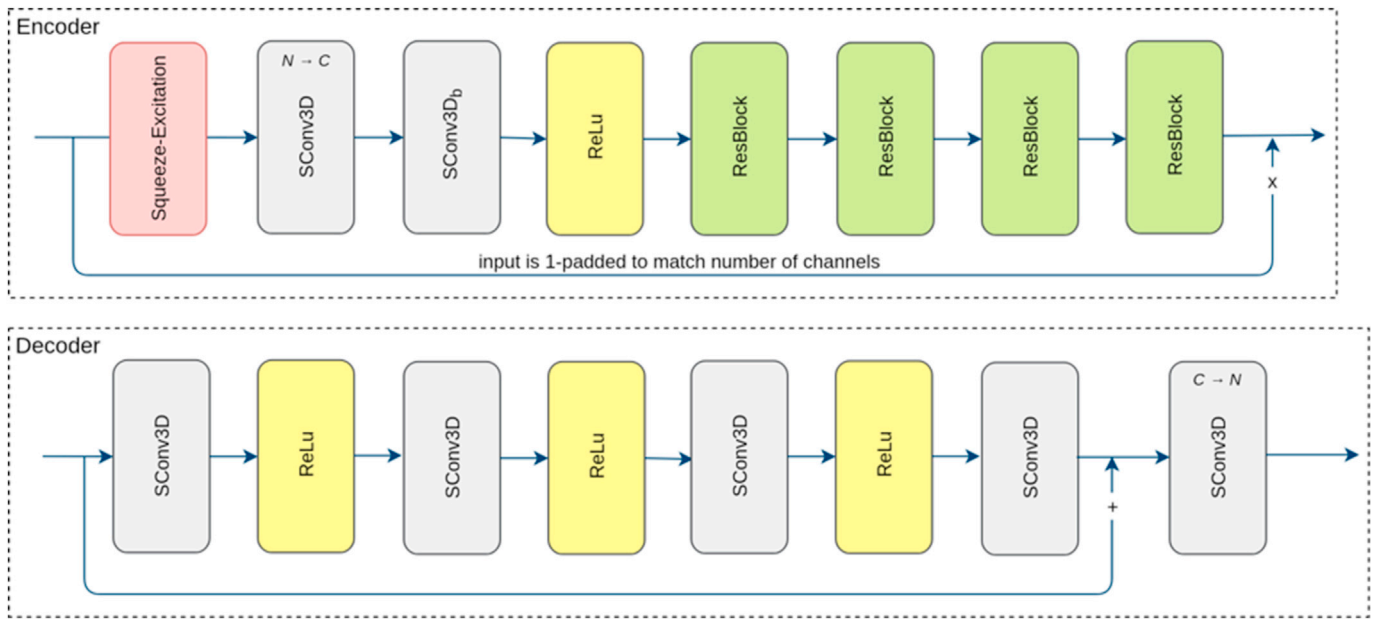 Encoder
Squeeze-Excitation
N → C
SConv3D
SConv3Db
ReLu
ResBlock
ResBlock
ResBlock
ResBlock
x
input is 1-padded to match number of channels
Decoder
SConv3D
ReLu
SConv3D
ReLu
SConv3D
ReLu
SConv3D
+
C → N
SConv3D